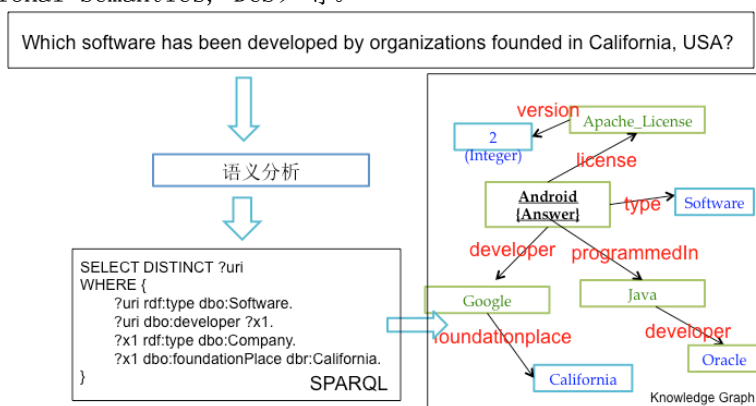 Which software has been developed by organizations founded in California, USA?
语义分析
SELECT DISTINCT ?uri
WHERE {
?uri rdf:type dbo:Software.
?uri dbo:developer ?x1.
?x1 rdf:type dbo:Company.
?x1 dbo:foundationPlace dbr:California.
}
SPARQL
version
Apache_License
2
(Integer)
license
Android
{Answer}
type
Software
developer
programmedIn
Google
Java
foundationplace
developer
Oracle
California
Knowledge Graph